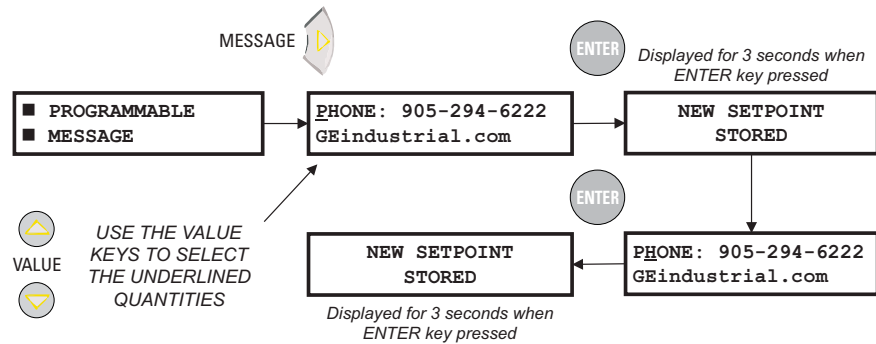 MESSAGE
ENTER
Displayed for 3 seconds when
ENTER key pressed
PROGRAMMABLE
MESSAGE
PHONE: 905-294-6222
GEindustrial.com
NEW SETPOINT
STORED
ENTER
VALUE
USE THE VALUE
KEYS TO SELECT
THE UNDERLINED
QUANTITIES
NEW SETPOINT
STORED
PHONE: 905-294-6222
GEindustrial.com
Displayed for 3 seconds when
ENTER key pressed